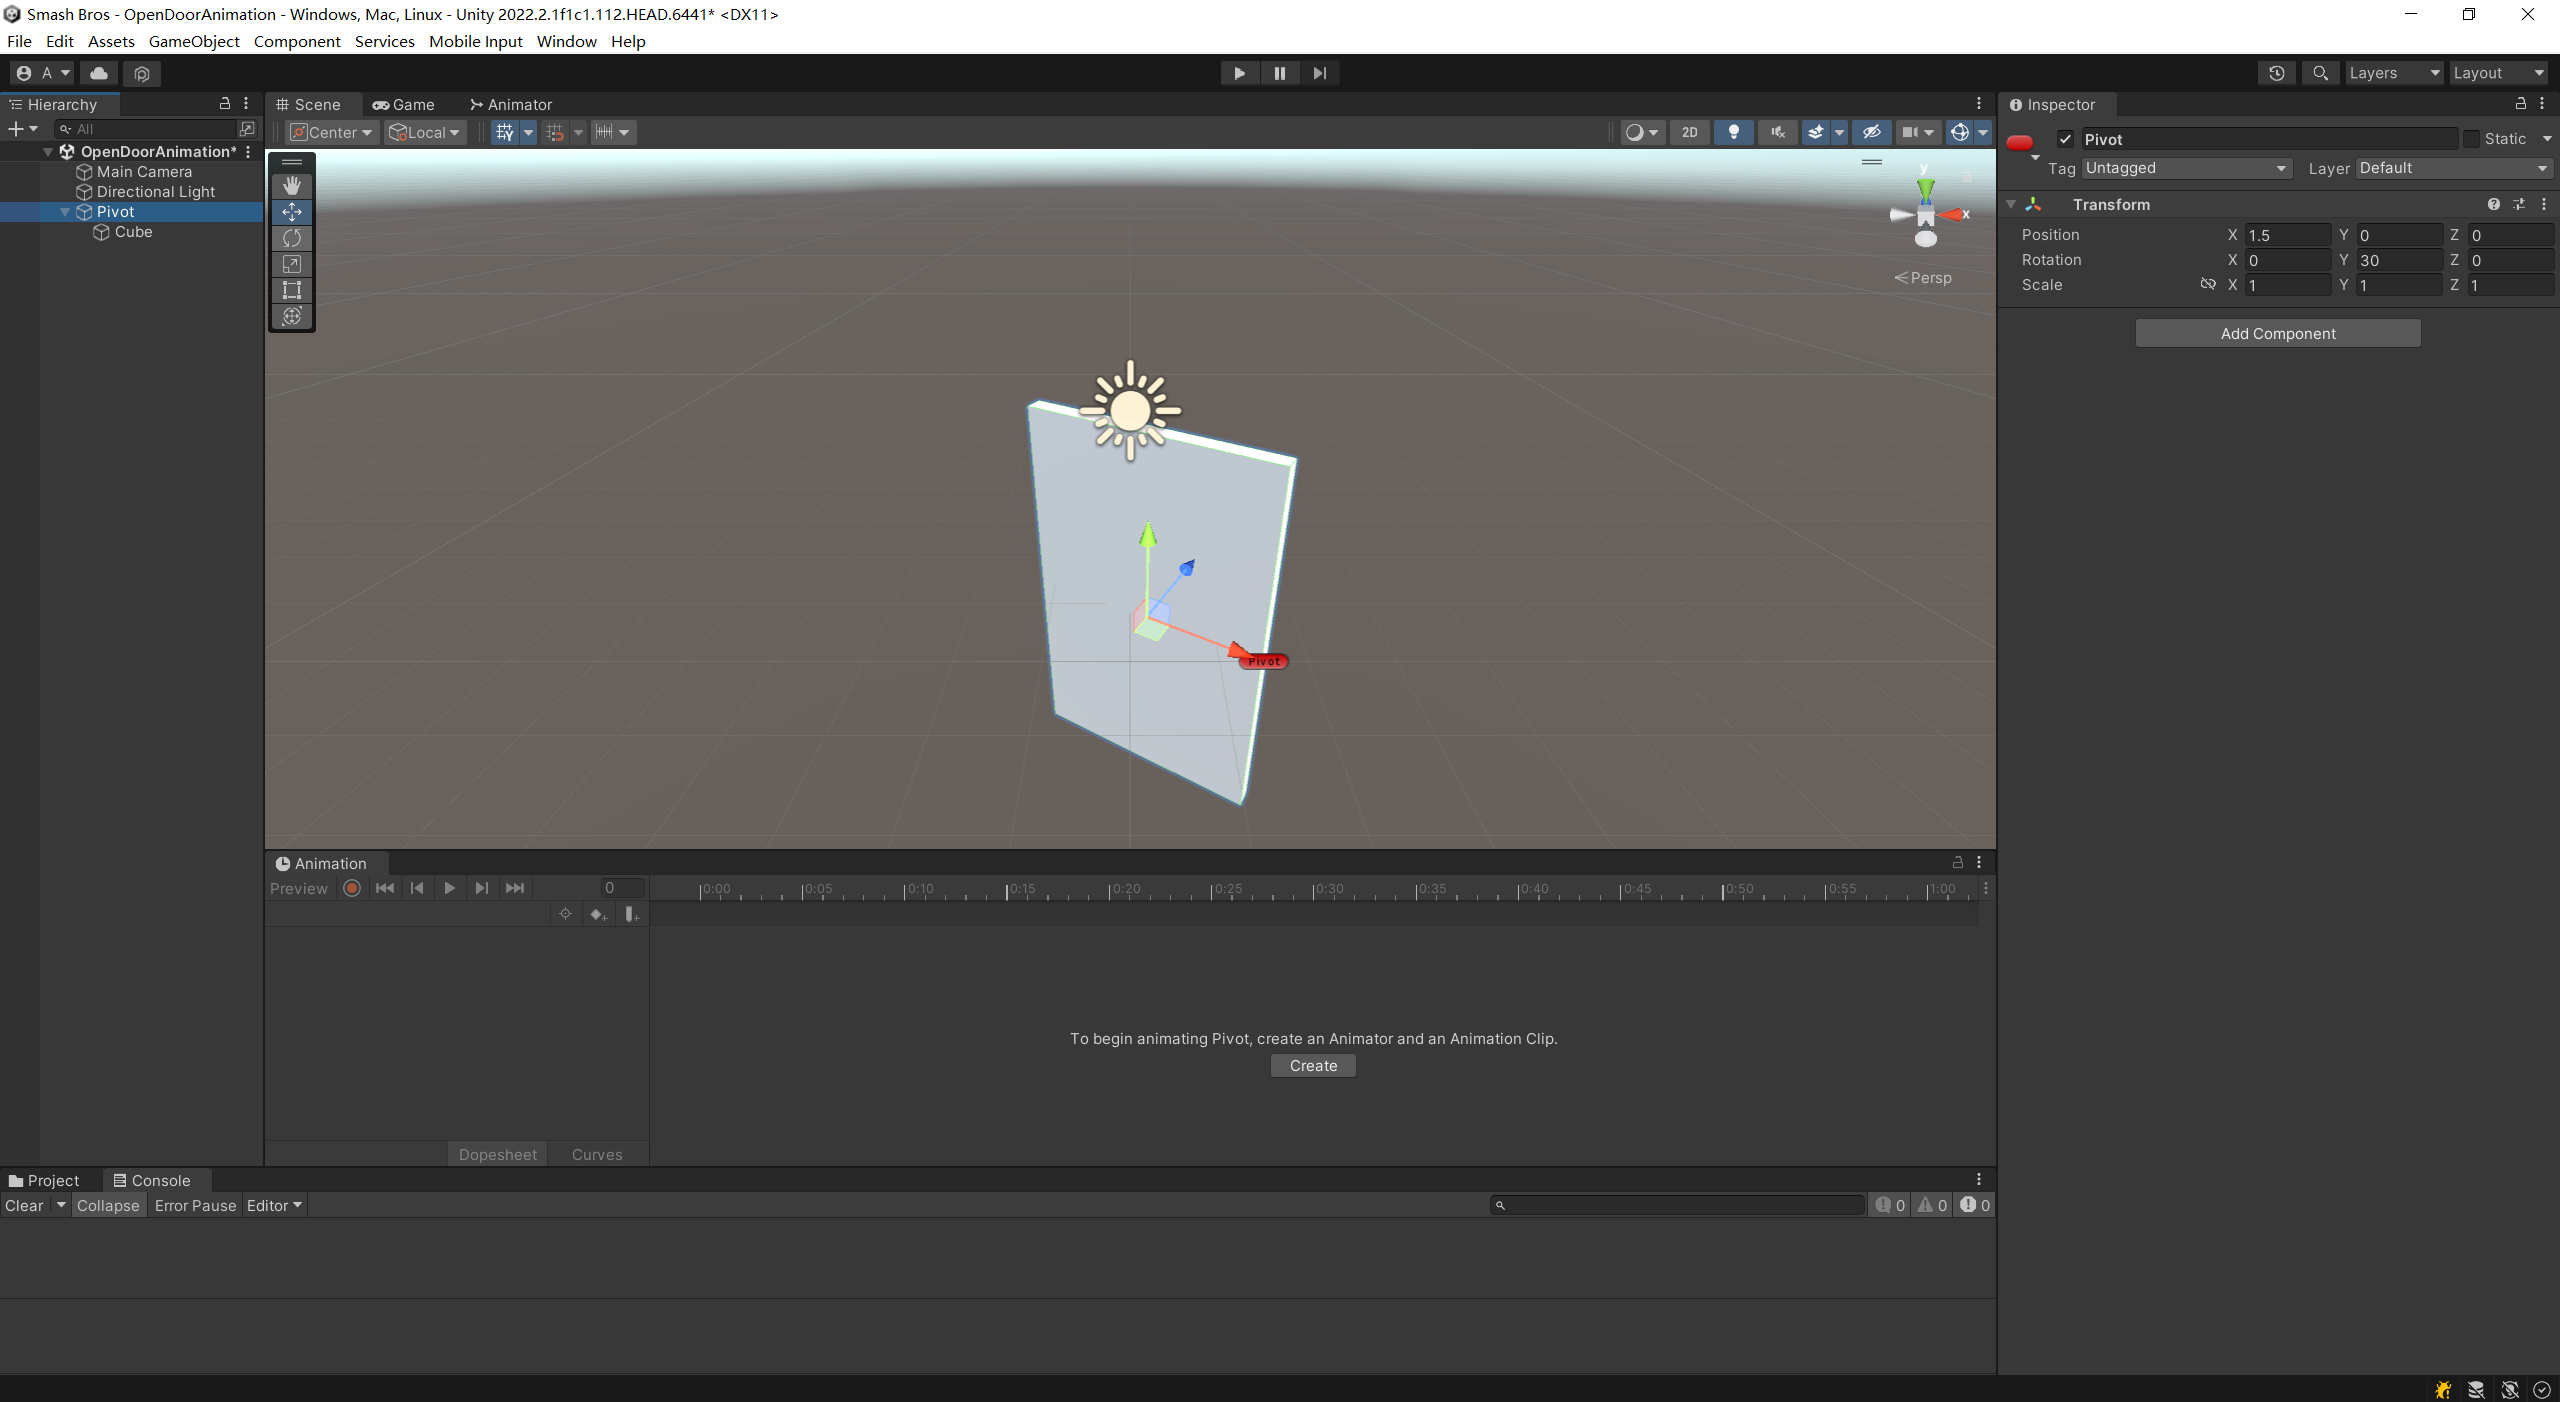 Smash Bros - OpenDoorAnimation - Windows, Mac, Linux - Unity 2022.2.1f1c1.112.HEAD.6441* <DX11>
File Edit Assets GameObject Component Services Mobile Input Window Help
A Layers Layout
Hierarchy
All
OpenDoorAnimation*
Main Camera
Directional Light
Pivot
Cube
Scene Game Animator
Center Local 2D
y
x
Persp
Pivot
Animation
Preview 0 0:00 0:05 0:10 0:15 0:20 0:25 0:30 0:35 0:40 0:45 0:50 0:55 1:00
To begin animating Pivot, create an Animator and an Animation Clip.
Create
Dopesheet Curves
Project Console
Clear Collapse Error Pause Editor 0 0 0
Inspector
Pivot Static
Tag Untagged Layer Default
Transform
Position X 1.5 Y 0 Z 0
Rotation X 0 Y 30 Z 0
Scale X 1 Y 1 Z 1
Add Component